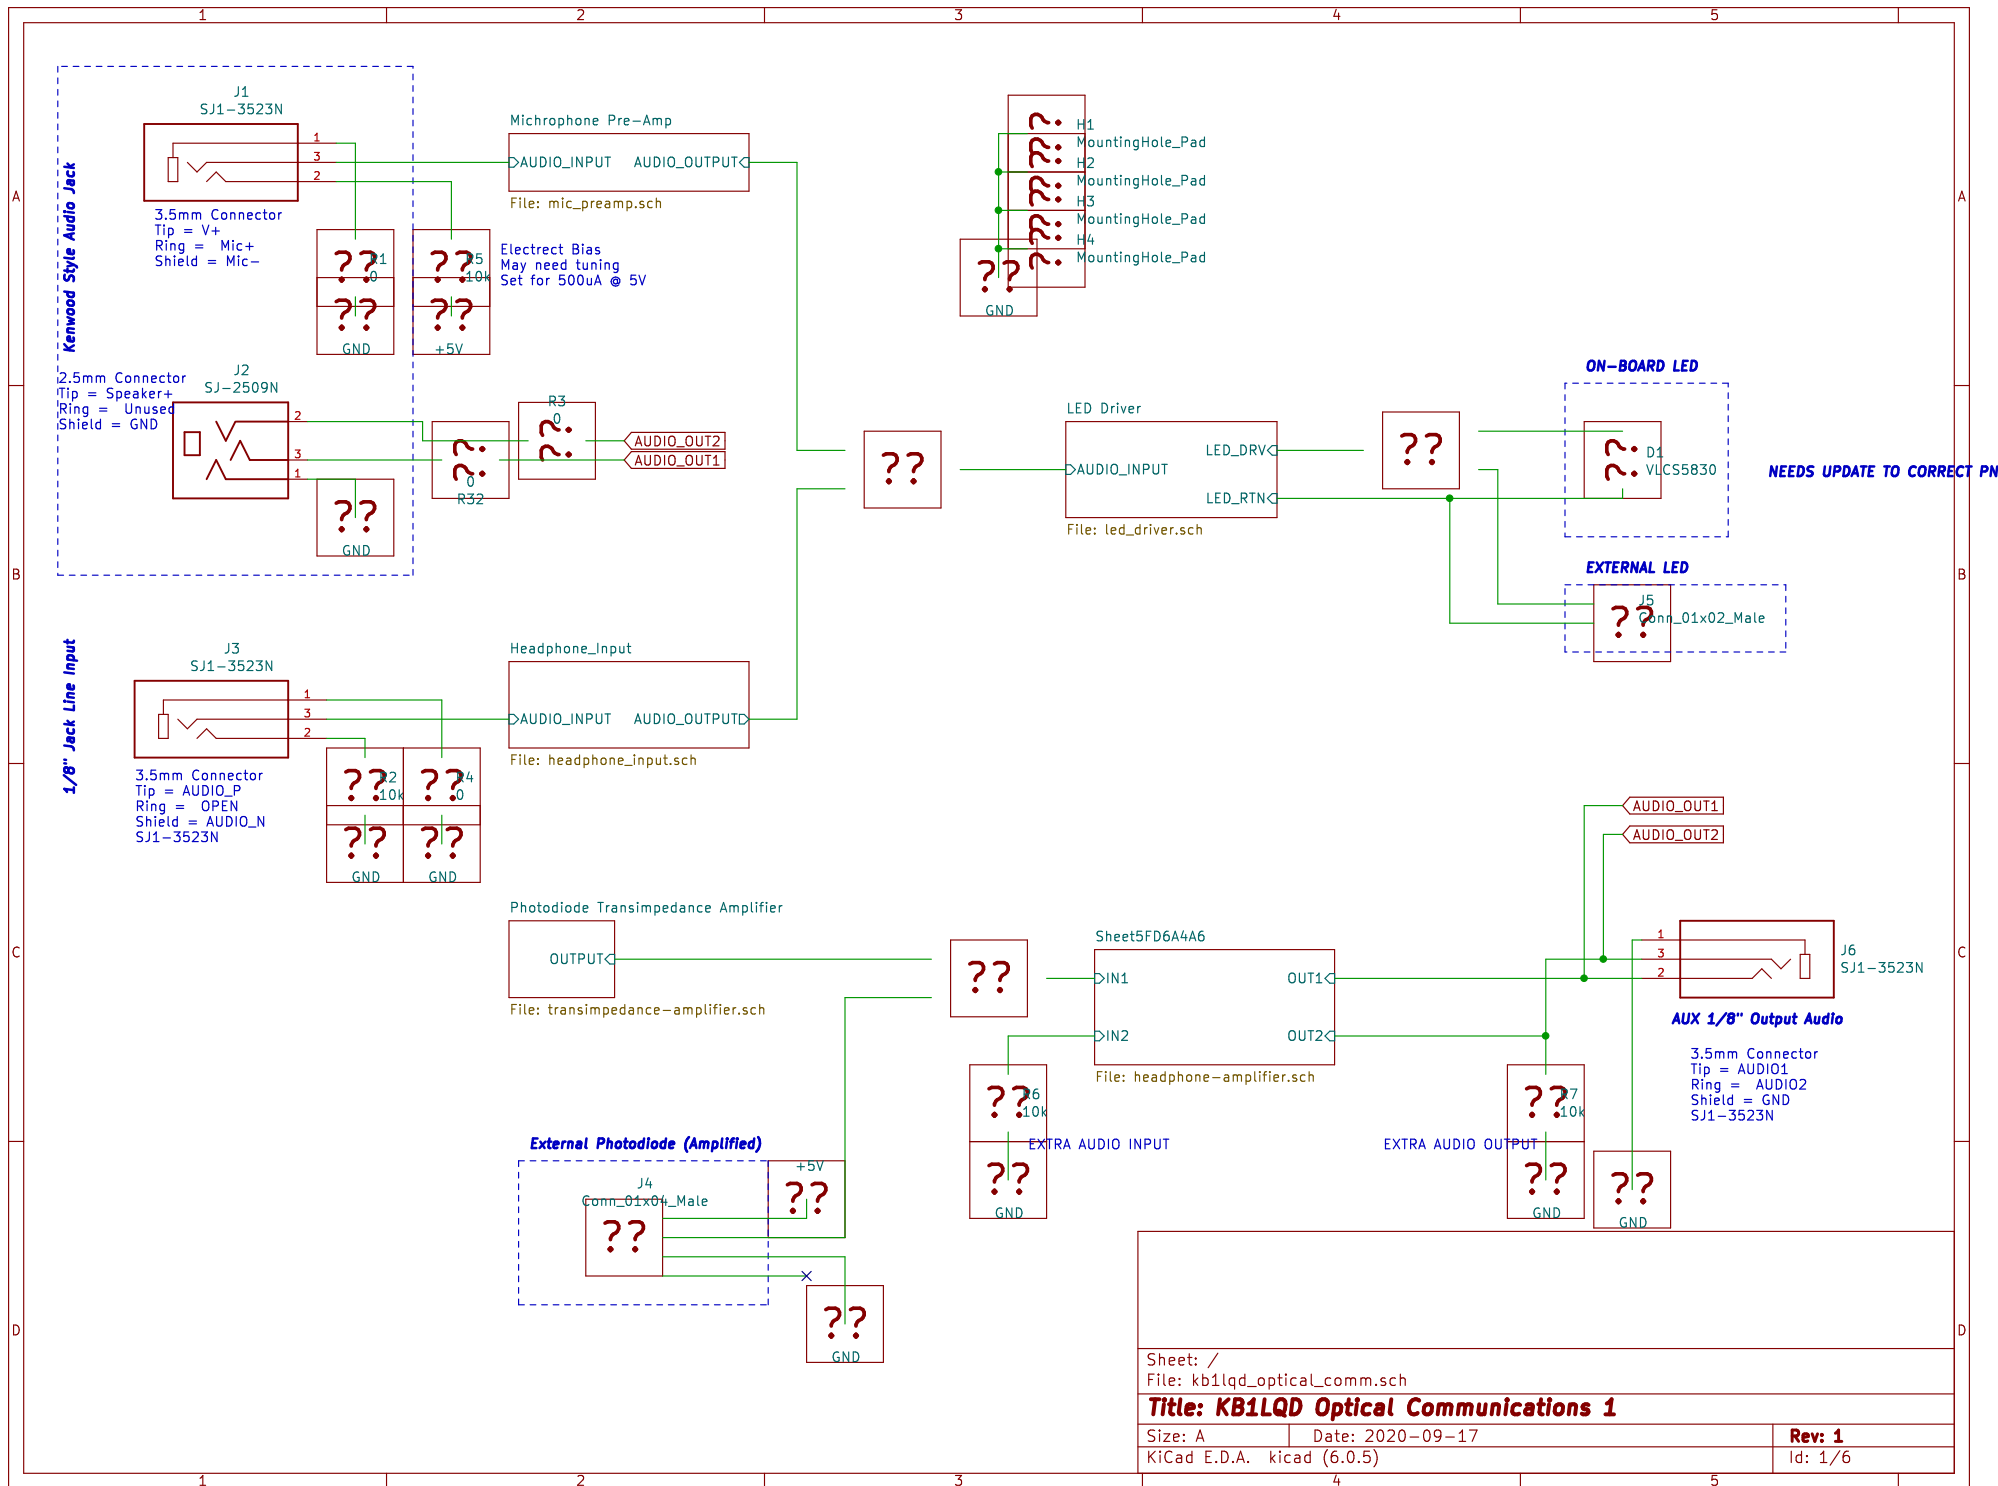 1 2 3 4 5
A
B
C
D
A
B
C
D
Kenwood Style Audio Jack
J1
SJ1-3523N
1
3
2
3.5mm Connector
Tip = V+
Ring =  Mic+
Shield = Mic-
??
R1
0
??
GND
??
R5
10k
??
+5V
Electrect Bias
May need tuning
Set for 500uA @ 5V
Michrophone Pre-Amp
AUDIO_INPUT AUDIO_OUTPUT
File: mic_preamp.sch
??
H1
MountingHole_Pad
??
H2
MountingHole_Pad
??
H3
MountingHole_Pad
??
H4
MountingHole_Pad
??
GND
2.5mm Connector
Tip = Speaker+
Ring =  Unused
Shield = GND
J2
SJ-2509N
2
3
1
??
GND
??
0
R32
R3
0
??
AUDIO_OUT2
AUDIO_OUT1
??
LED Driver
AUDIO_INPUT
LED_DRV
LED_RTN
File: led_driver.sch
??
ON-BOARD LED
??
D1
VLCS5830
NEEDS UPDATE TO CORRECT PN
EXTERNAL LED
??
J5
Conn_01x02_Male
1/8" Jack Line Input
J3
SJ1-3523N
1
3
2
3.5mm Connector
Tip = AUDIO_P
Ring =  OPEN
Shield = AUDIO_N
SJ1-3523N
??
R2
10k
??
GND
??
R4
0
??
GND
Headphone_Input
AUDIO_INPUT AUDIO_OUTPUT
File: headphone_input.sch
Photodiode Transimpedance Amplifier
OUTPUT
File: transimpedance-amplifier.sch
??
Sheet5FD6A4A6
IN1 OUT1
IN2 OUT2
File: headphone-amplifier.sch
AUDIO_OUT1
AUDIO_OUT2
1
3
2
J6
SJ1-3523N
AUX 1/8" Output Audio
3.5mm Connector
Tip = AUDIO1
Ring =  AUDIO2
Shield = GND
SJ1-3523N
??
R6
10k
EXTRA AUDIO INPUT
??
GND
??
R7
10k
EXTRA AUDIO OUTPUT
??
GND
??
GND
External Photodiode (Amplified)
J4
Conn_01x04_Male
??
+5V
??
??
GND
Sheet: /
File: kb1lqd_optical_comm.sch
Title: KB1LQD Optical Communications 1
Size: A Date: 2020-09-17 Rev: 1
KiCad E.D.A.  kicad (6.0.5) Id: 1/6
1 2 3 4 5